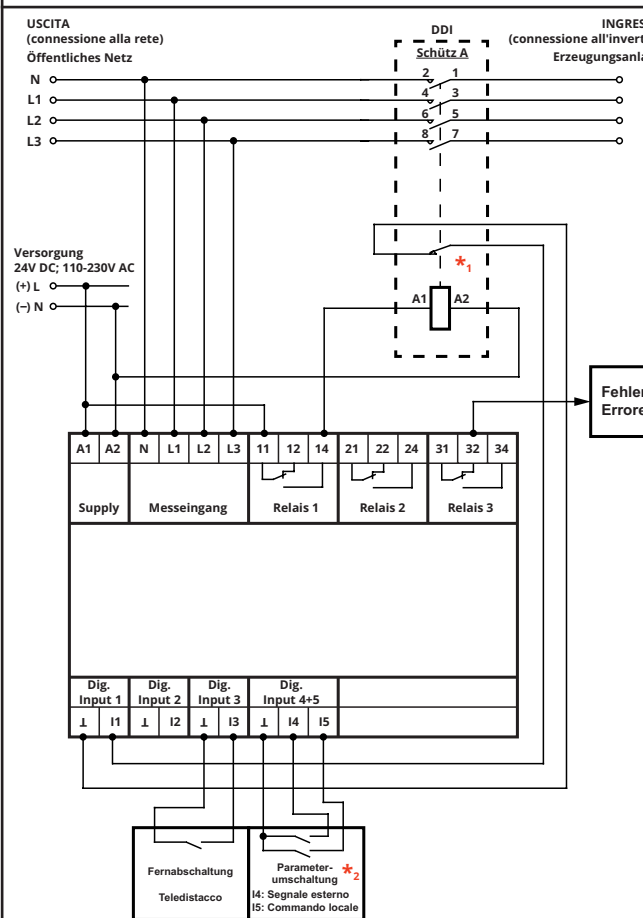 USCITA
(connessione alla rete)
Öffentliches Netz
DDI
Schütz A
(connessione all'invert
N
L1
L2
L3
2 1
4 3
6 5
8 7
Versorgung
24V DC; 110-230V AC
(+) L
(−) N
*1
A1 A2
A1 A2 N L1 L2 L3 11 12 14 21 22 24 31 32 34
Supply Messeingang Relais 1 Relais 2 Relais 3
Dig. Dig. Dig. Dig.
Input 1 Input 2 Input 3 Input 4+5
⊥ I1 ⊥ I2 ⊥ I3 ⊥ I4 I5
Fernabschaltung
Teledistacco
Parameter-
umschaltung *2
I4: Segnale esterno
I5: Commando locale